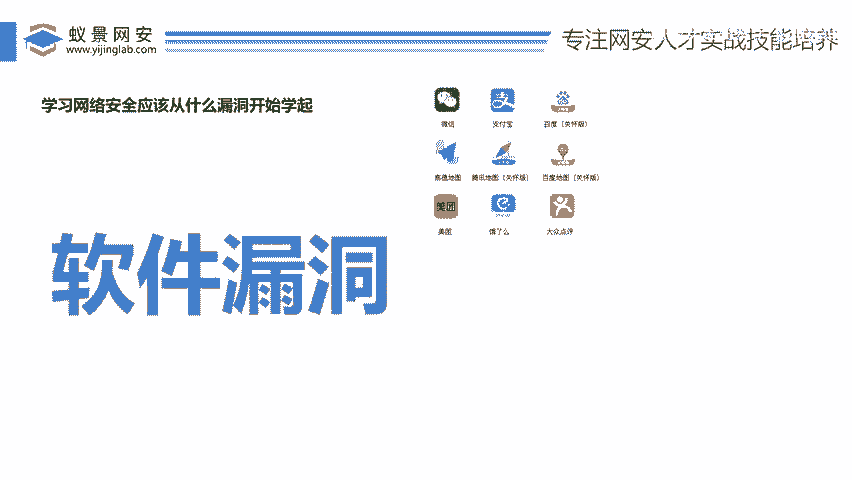 蚁景网安
www.yijinglab.com
专注网安人才实战技能培养
学习网络安全应该从什么漏洞开始学起
微信 支付宝 百度（关怀版）
高德地图 腾讯地图（关怀版） 百度地图（关怀版）
美团
美团 饿了么 大众点评
软件漏洞